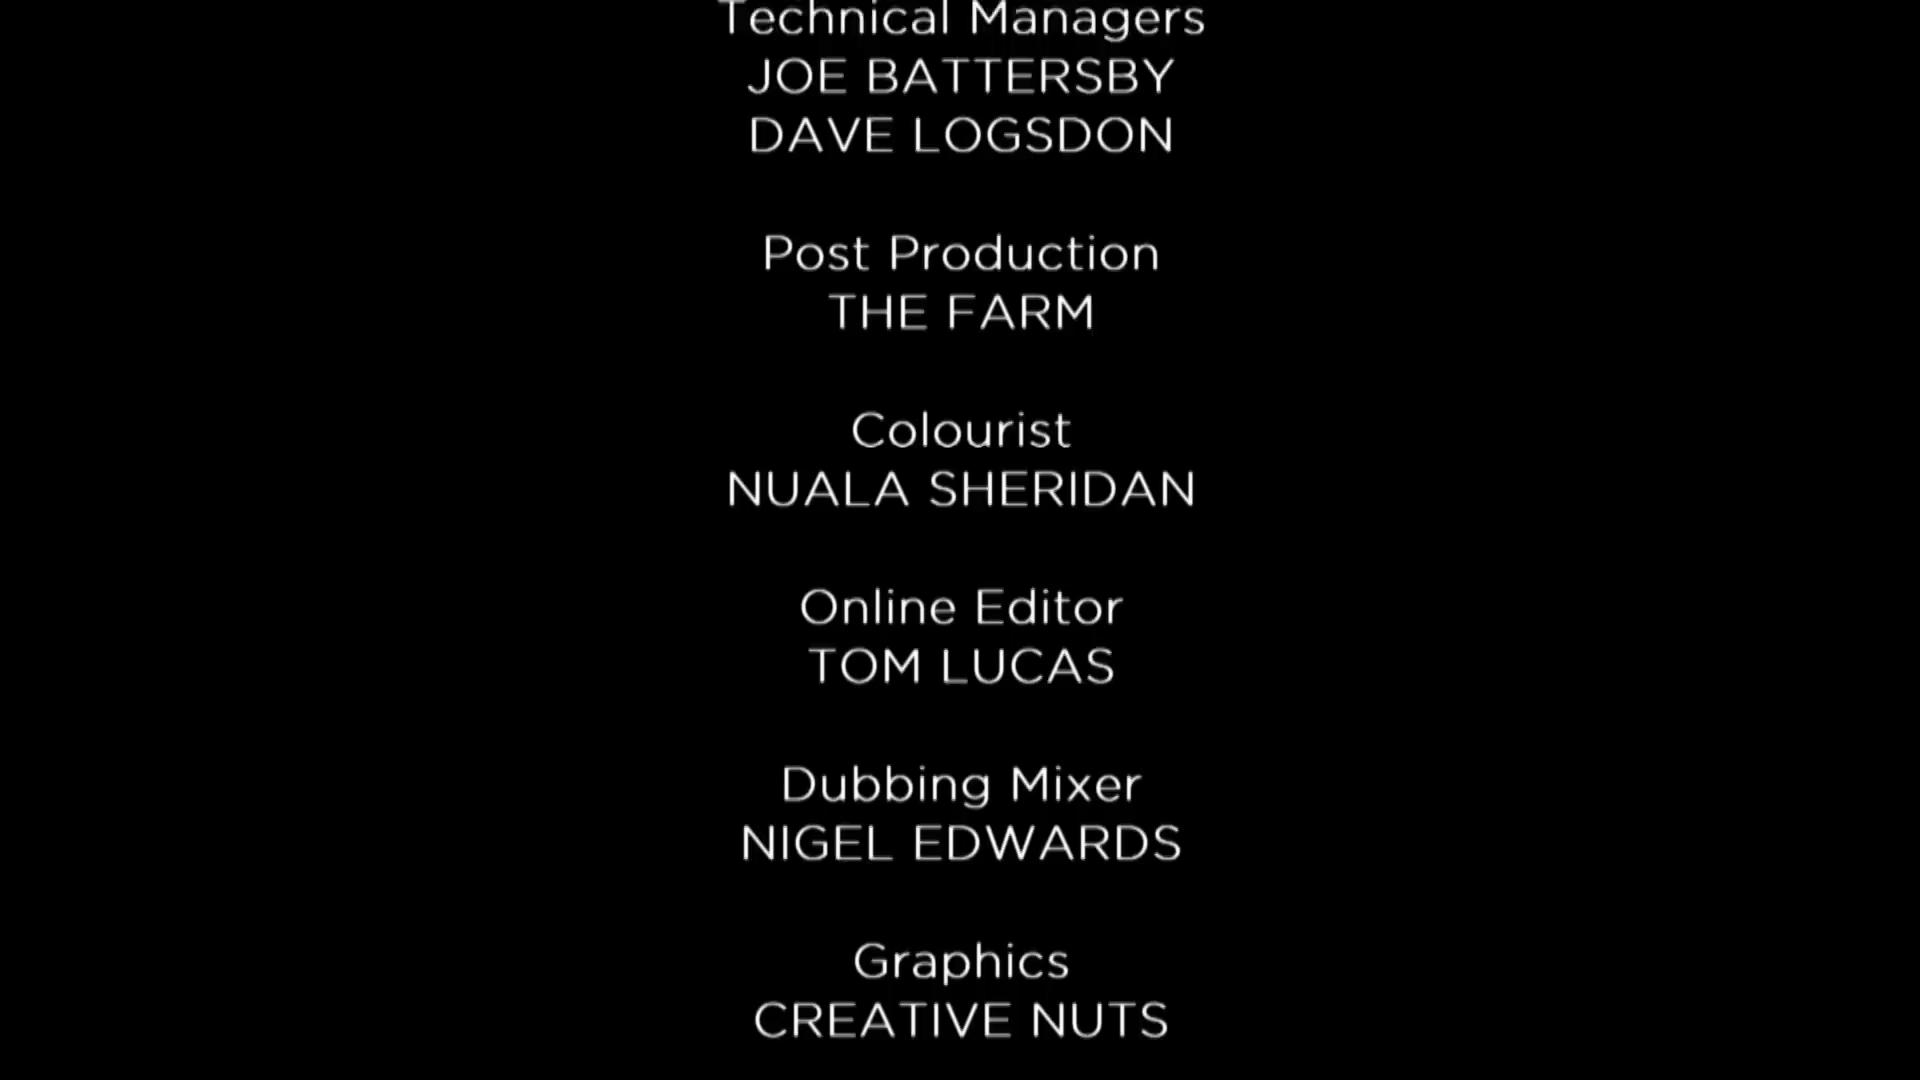 Technical Managers
JOE BATTERSBY
DAVE LOGSDON
Post Production
THE FARM
Colourist
NUALA SHERIDAN
Online Editor
TOM LUCAS
Dubbing Mixer
NIGEL EDWARDS
Graphics
CREATIVE NUTS